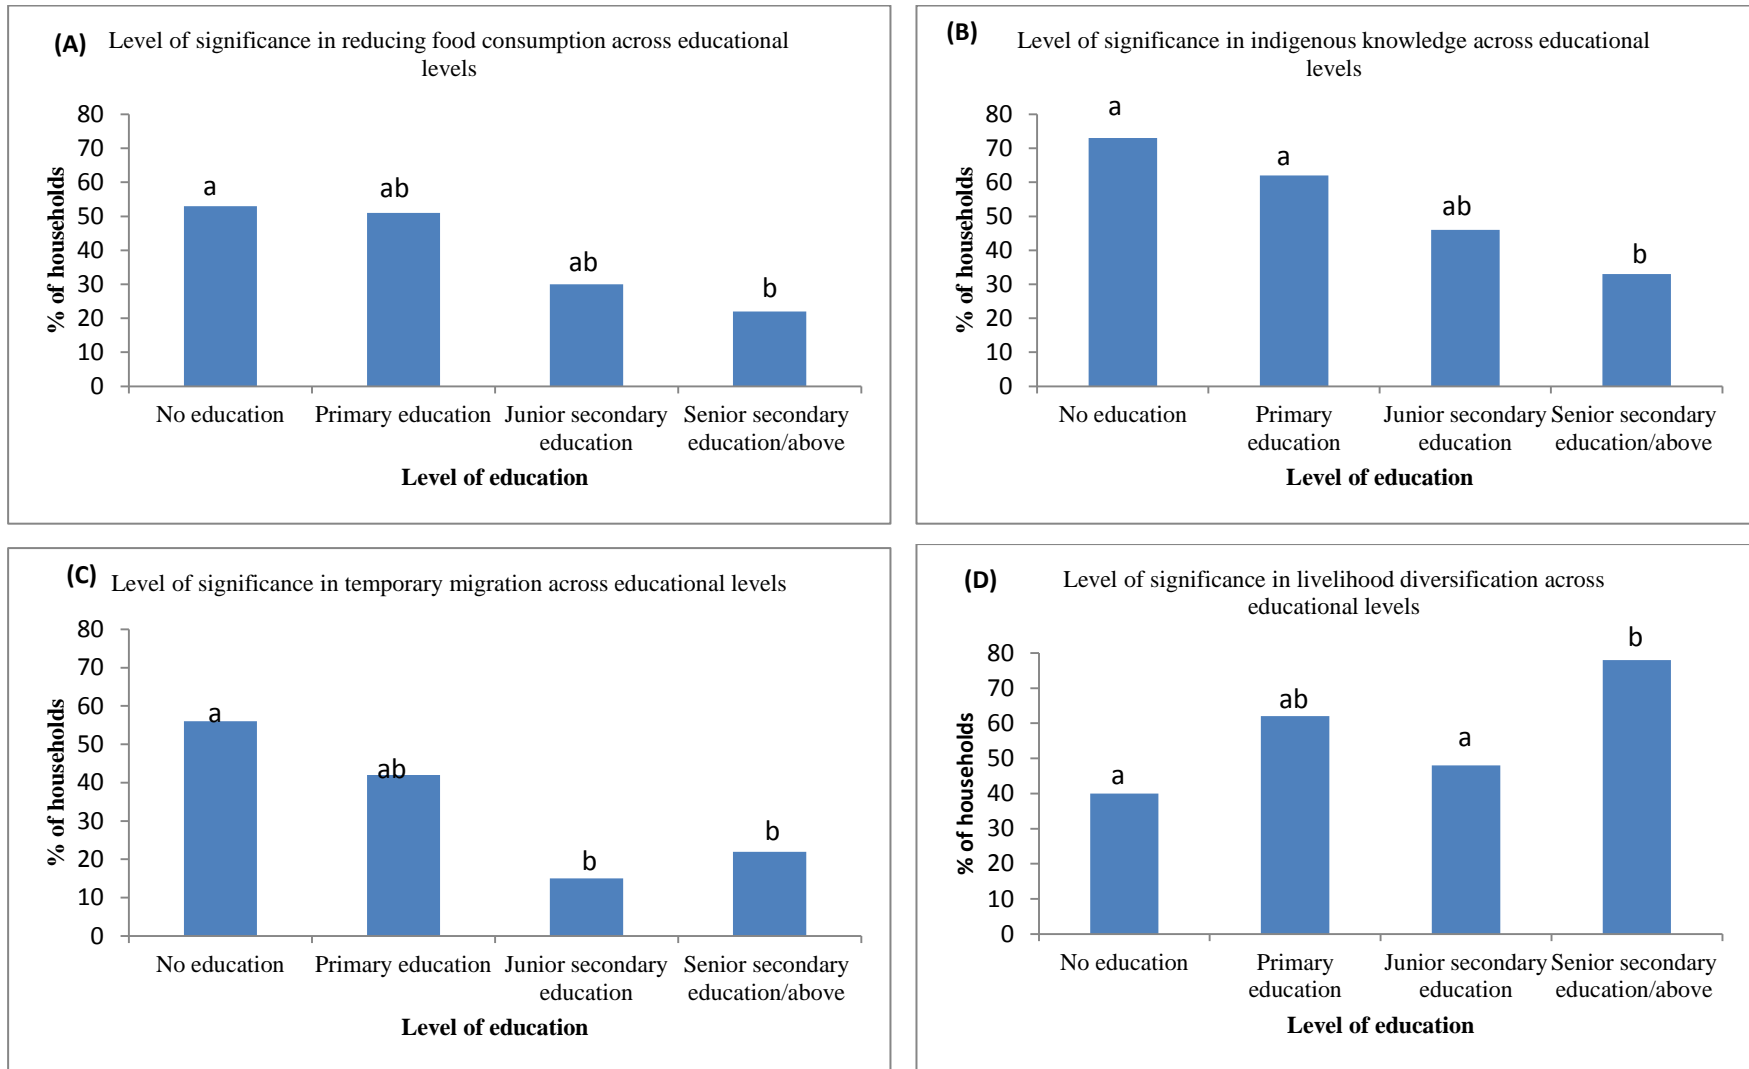 (A) Level of significance in reducing food consumption across educational
levels
80
70
60
50
40
30
20
10
0
% of households
a
ab
ab
b
No education
Primary education
Junior secondary
education
Senior secondary
education/above
Level of education
(B) Level of significance in indigenous knowledge across educational
levels
80
70
60
50
40
30
20
10
0
% of households
a
a
ab
b
No education
Primary
education
Junior secondary
education
Senior secondary
education/above
Level of education
(C) Level of significance in temporary migration across educational levels
80
70
60
50
40
30
20
10
0
% of households
a
ab
b
b
No education
Primary education
Junior secondary
education
Senior secondary
education/above
Level of education
(D) Level of significance in livelihood diversification across
educational levels
80
70
60
50
40
30
20
10
0
% of households
a
ab
a
b
No education
Primary
education
Junior secondary
education
Senior secondary
education/above
Level of education